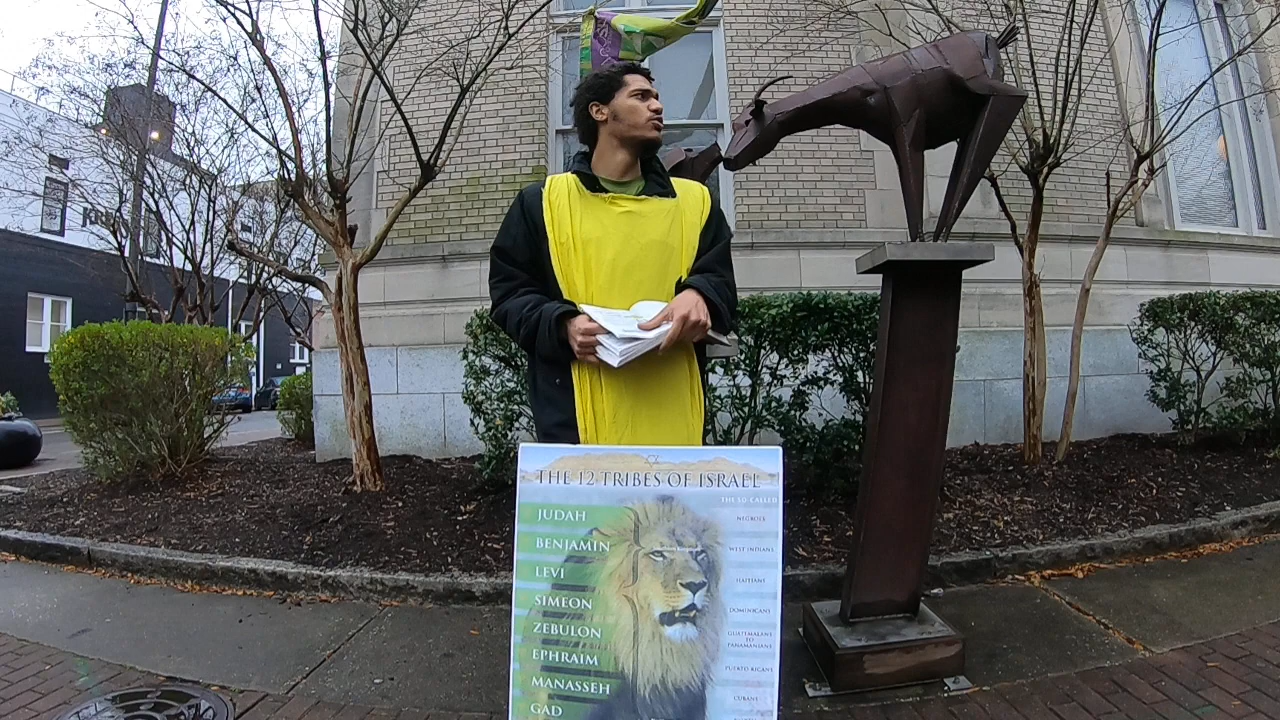 THE 12 TRIBES OF ISRAEL
THE SO CALLED
JUDAH
NEGROES
BENJAMIN
WEST INDIANS
LEVI
HAITIANS
SIMEON
DOMINICANS
ZEBULON
GUATEMALANS
TO
PANAMANIANS
EPHRAIM
PUERTO RICANS
MANASSEH
CUBANS
GAD